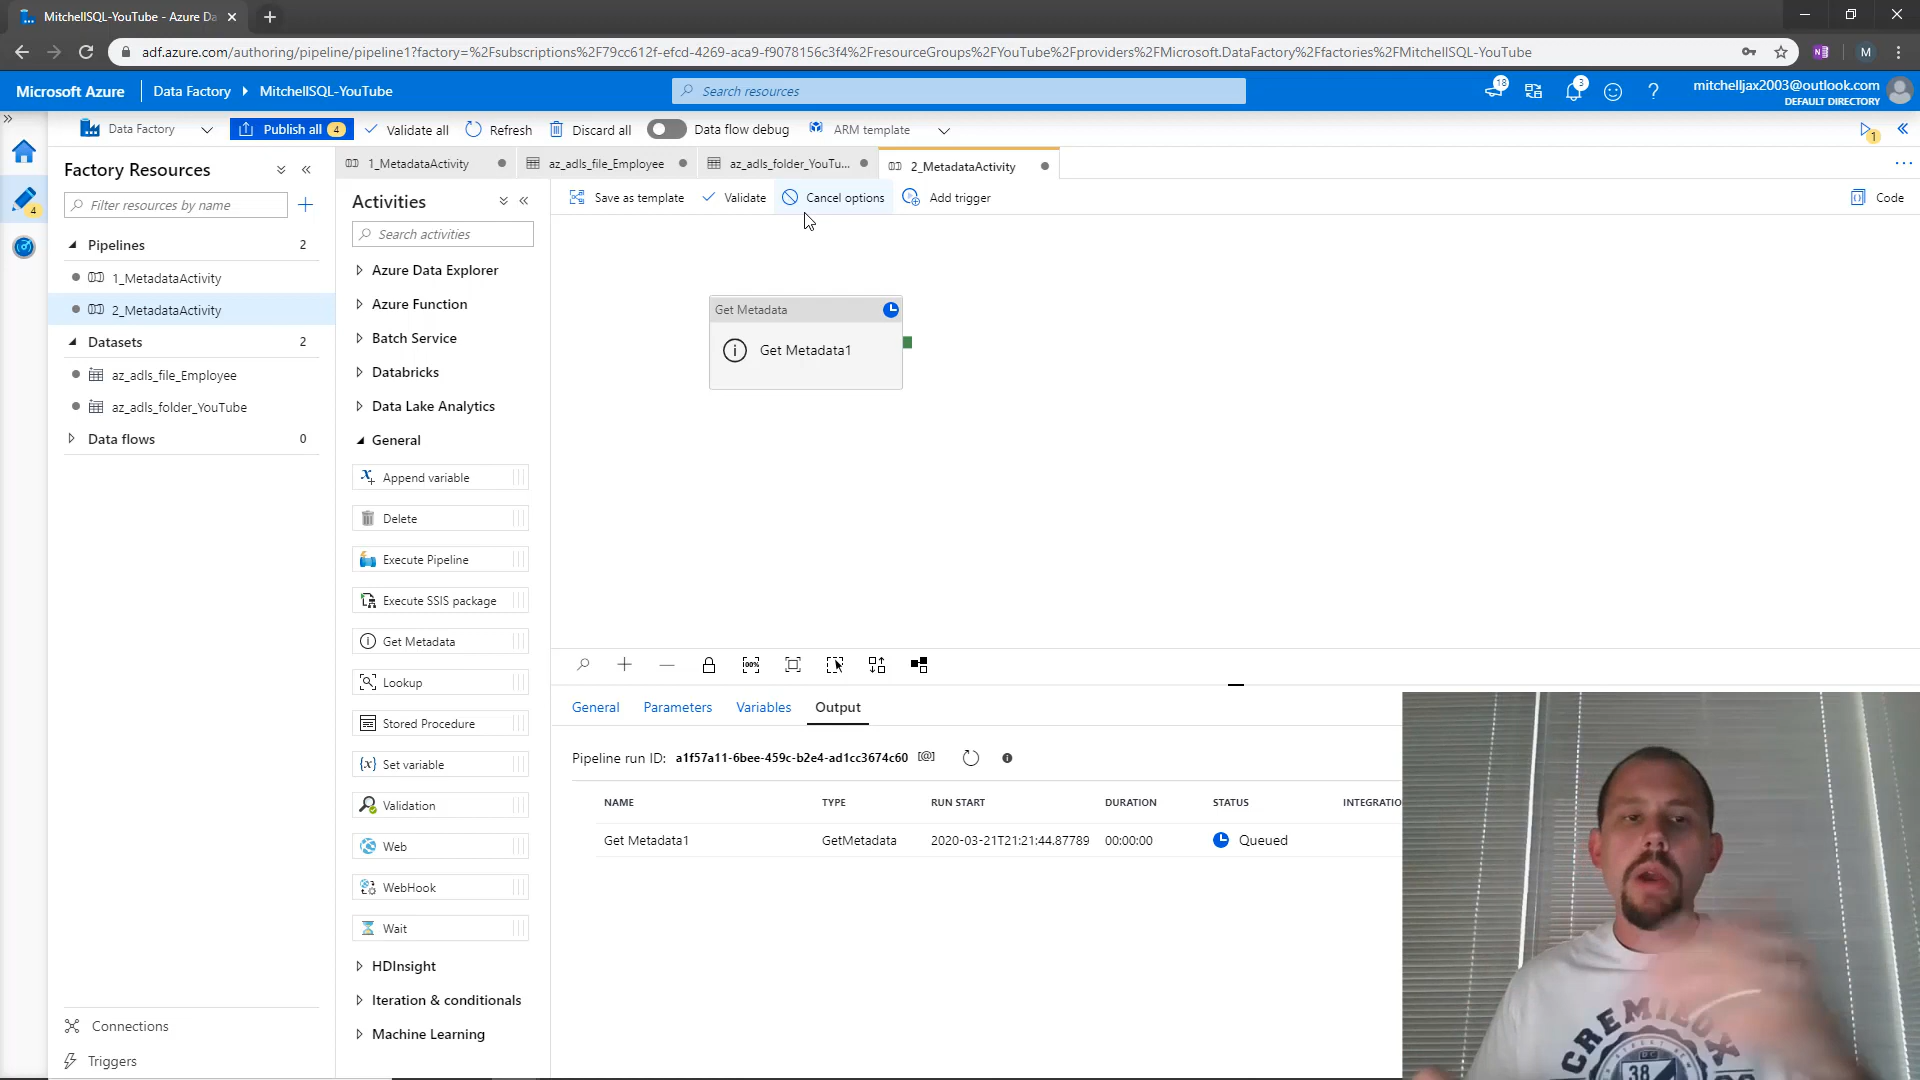 MitchellSQL-YouTube - Azure Da
adf.azure.com/authoring/pipeline/pipeline1?factory=%2Fsubscriptions%2F79cc612f-efcd-4269-aca9-f9078156c3f4%2FresourceGroups%2FYouTube%2Fproviders%2FMicrosoft.DataFactory%2Ffactories%2FMitchellSQL-YouTube
N
M
Microsoft Azure
Data Factory
MitchellSQL-YouTube
Search resources
18
3
?
mitchelljax2003@outlook.com
DEFAULT DIRECTORY
Data Factory
Publish all 4
Validate all
Refresh
Discard all
Data flow debug
ARM template
1
4
Factory Resources
Filter resources by name
Pipelines 2
1_MetadataActivity
2_MetadataActivity
Datasets 2
az_adls_file_Employee
az_adls_folder_YouTube
Data flows 0
Connections
Triggers
1_MetadataActivity
az_adls_file_Employee
az_adls_folder_YouTu...
2_MetadataActivity
Activities
Search activities
Azure Data Explorer
Azure Function
Batch Service
Databricks
Data Lake Analytics
General
Append variable
Delete
Execute Pipeline
Execute SSIS package
Get Metadata
Lookup
Stored Procedure
Set variable
Validation
Web
WebHook
Wait
HDInsight
Iteration & conditionals
Machine Learning
Save as template
Validate
Cancel options
Add trigger
Code
Get Metadata
Get Metadata1
100%
General Parameters Variables Output
Pipeline run ID: a1f57a11-6bee-459c-b2e4-ad1cc3674c60 [@]
NAME TYPE RUN START DURATION STATUS INTEGRATIO
Get Metadata1 GetMetadata 2020-03-21T21:21:44.87789 00:00:00 Queued
CREMIEUX
DC
38